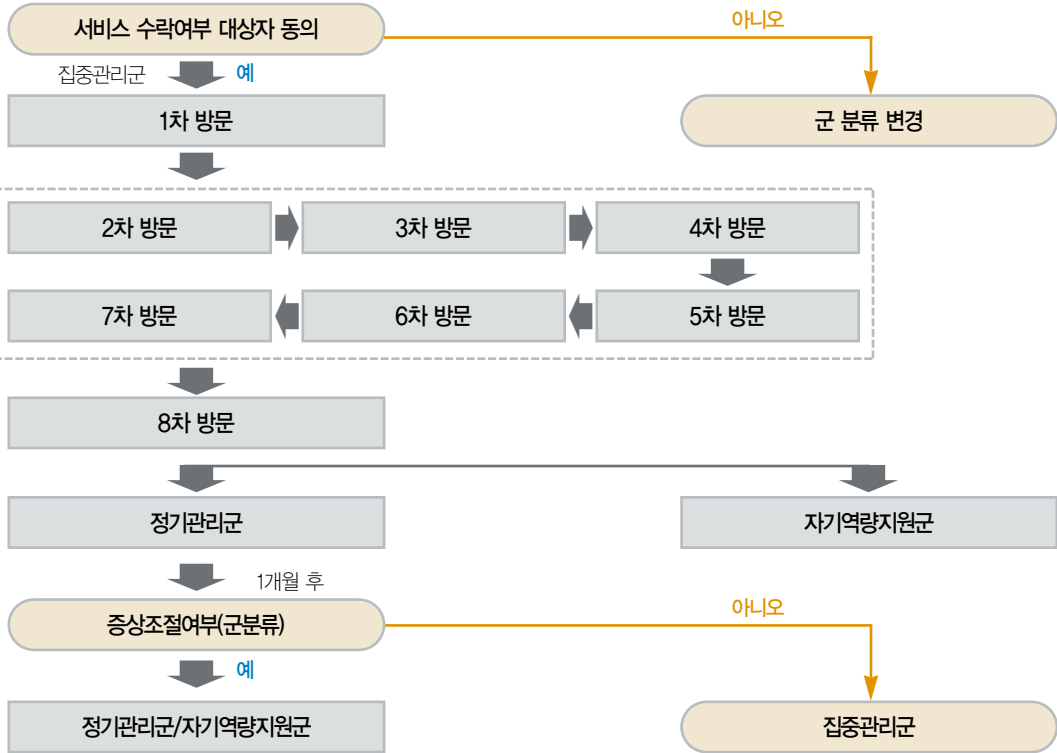 서비스 수락여부 대상자 동의
아니오
집중관리군
예
1차 방문
군 분류 변경
2차 방문
3차 방문
4차 방문
7차 방문
6차 방문
5차 방문
8차 방문
정기관리군
자기역량지원군
1개월 후
증상조절여부(군분류)
아니오
예
정기관리군/자기역량지원군
집중관리군